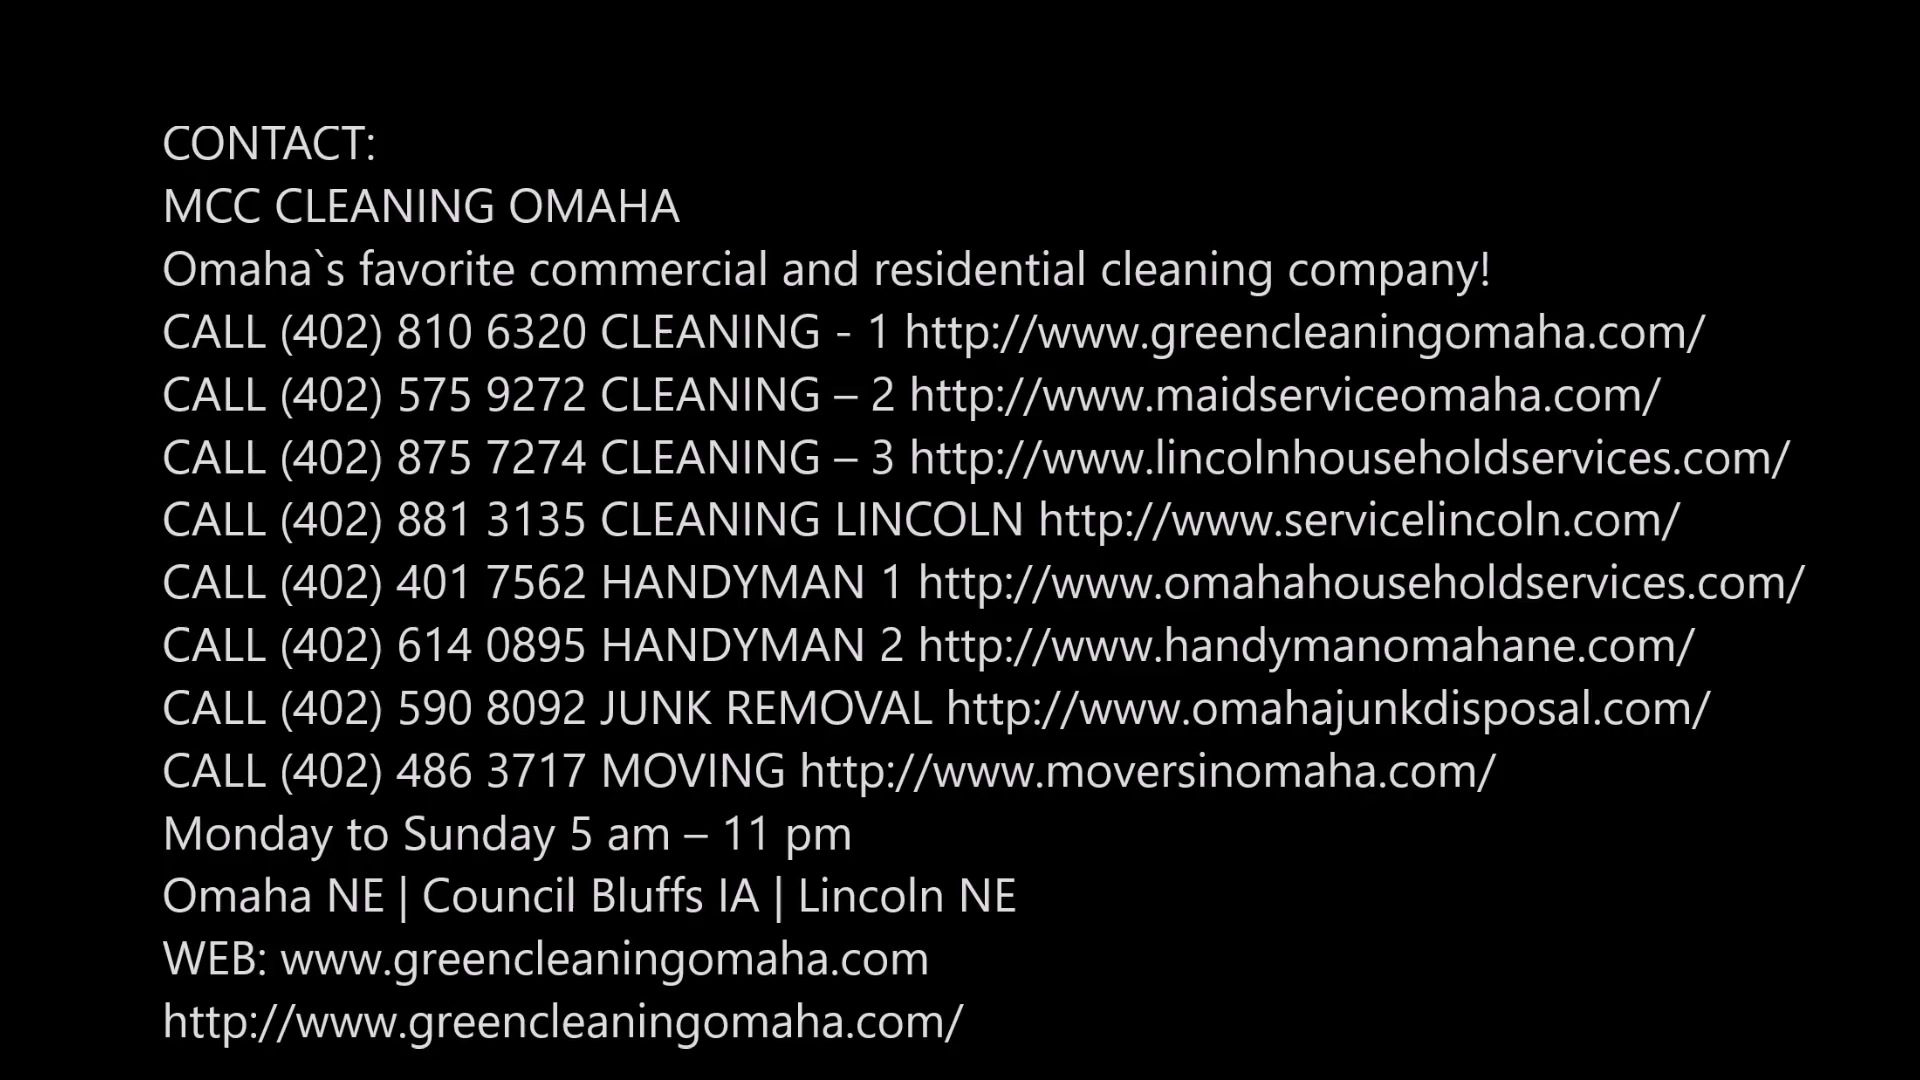 CONTACT:
MCC CLEANING OMAHA
Omaha`s favorite commercial and residential cleaning company!
CALL (402) 810 6320 CLEANING - 1 http://www.greencleaningomaha.com/
CALL (402) 575 9272 CLEANING – 2 http://www.maidserviceomaha.com/
CALL (402) 875 7274 CLEANING – 3 http://www.lincolnhouseholdservices.com/
CALL (402) 881 3135 CLEANING LINCOLN http://www.servicelincoln.com/
CALL (402) 401 7562 HANDYMAN 1 http://www.omahahouseholdservices.com/
CALL (402) 614 0895 HANDYMAN 2 http://www.handymanomahane.com/
CALL (402) 590 8092 JUNK REMOVAL http://www.omahajunkdisposal.com/
CALL (402) 486 3717 MOVING http://www.moversinomaha.com/
Monday to Sunday 5 am – 11 pm
Omaha NE | Council Bluffs IA | Lincoln NE
WEB: www.greencleaningomaha.com
http://www.greencleaningomaha.com/